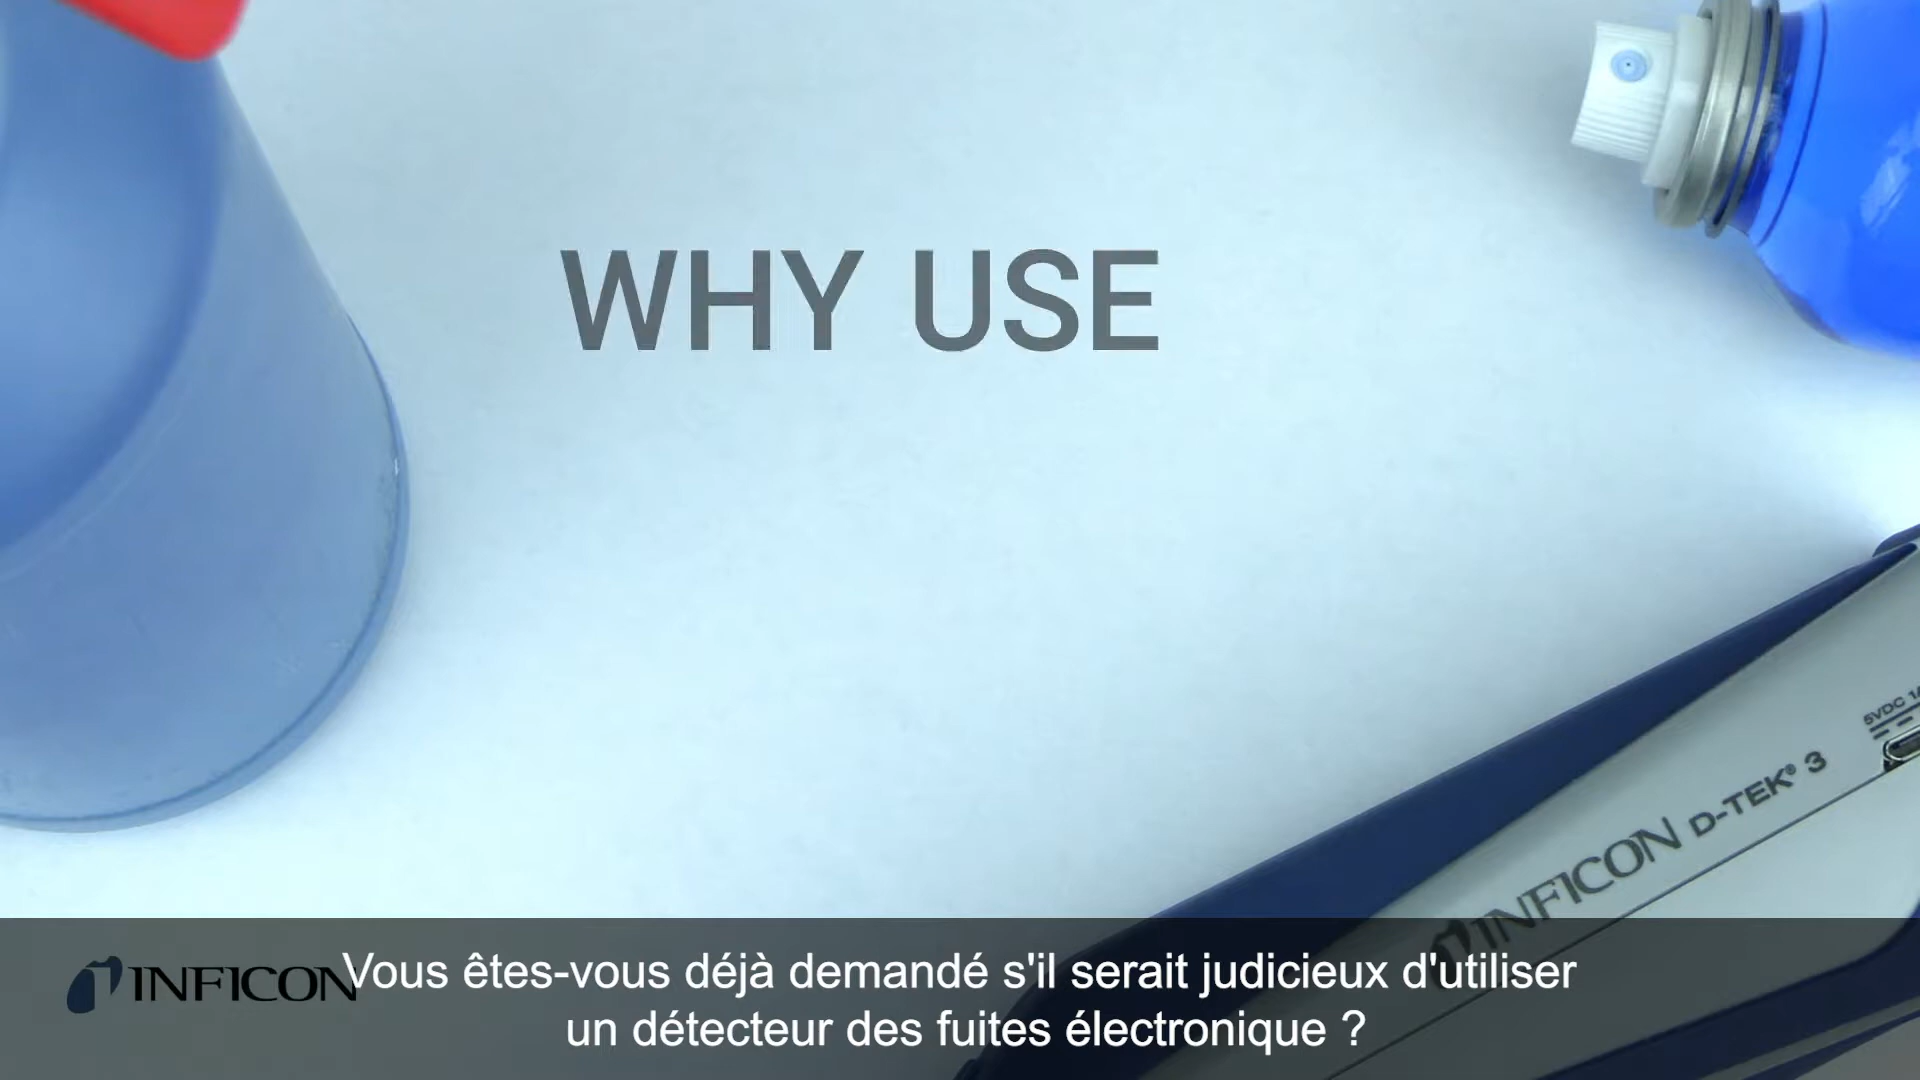 WHY USE
5VDC
INFICON D-TEK® 3
INFICON
Vous êtes-vous déjà demandé s'il serait judicieux d'utiliser
un détecteur des fuites électronique ?